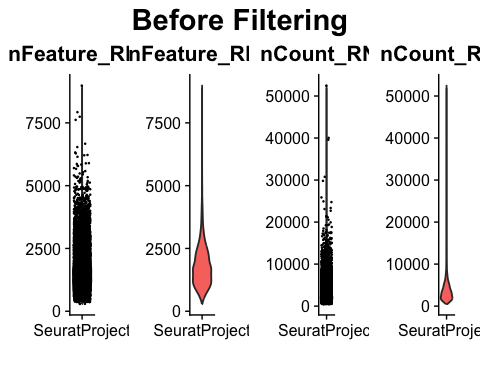 Before Filtering
nFeature_RI nFeature_RI nCount_RN nCount_R
7500 7500 50000 50000
40000 40000
5000 5000 30000 30000
2500 2500 20000 20000
10000 10000
0 0 0 0
SeuratProject SeuratProject SeuratProjec SeuratProject